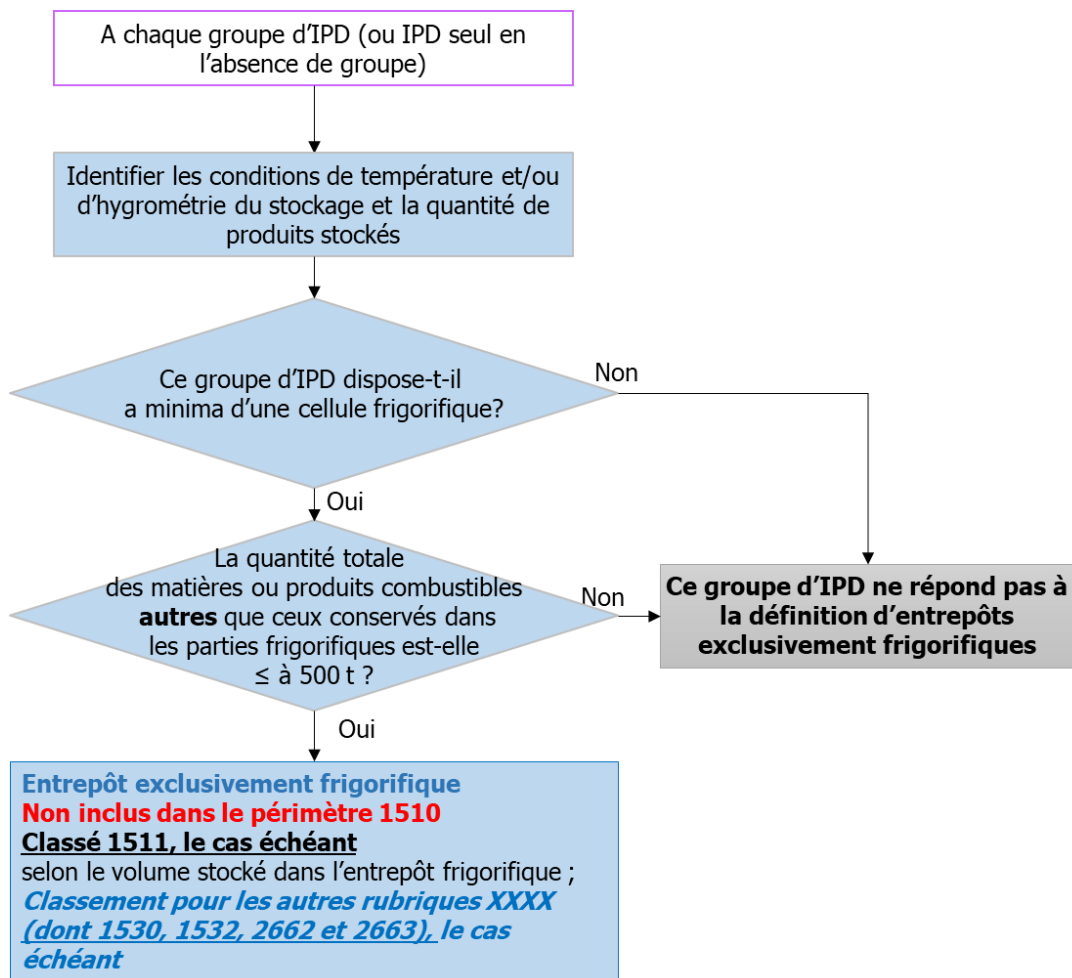 A chaque groupe d'IPD (ou IPD seul en
l'absence de groupe)
Identifier les conditions de température et/ou
d'hygrométrie du stockage et la quantité de
produits stockés
Ce groupe d'IPD dispose-t-il
a minima d'une cellule frigorifique?
Non
Oui
La quantité totale
des matières ou produits combustibles
autres que ceux conservés dans
les parties frigorifiques est-elle
≤ à 500 t ?
Non
Ce groupe d'IPD ne répond pas à
la définition d'entrepôts
exclusivement frigorifiques
Oui
Entrepôt exclusivement frigorifique
Non inclus dans le périmètre 1510
Classé 1511, le cas échéant
selon le volume stocké dans l'entrepôt frigorifique ;
Classement pour les autres rubriques XXXX
(dont 1530, 1532, 2662 et 2663), le cas
échéant